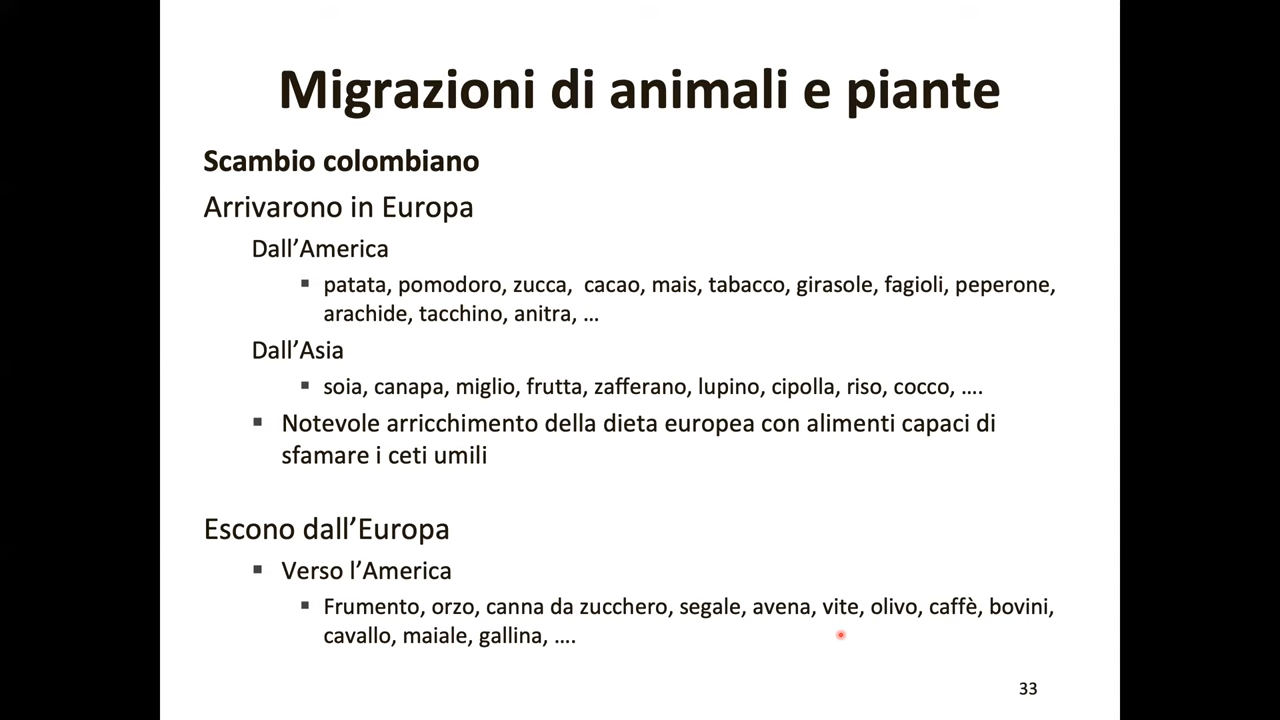 Migrazioni di animali e piante
Scambio colombiano
Arrivarono in Europa
Dall’America
▪ patata, pomodoro, zucca,  cacao, mais, tabacco, girasole, fagioli, peperone,
arachide, tacchino, anitra, …
Dall’Asia
▪ soia, canapa, miglio, frutta, zafferano, lupino, cipolla, riso, cocco, ….
▪ Notevole arricchimento della dieta europea con alimenti capaci di
sfamare i ceti umili
Escono dall’Europa
▪ Verso l’America
▪ Frumento, orzo, canna da zucchero, segale, avena, vite, olivo, caffè, bovini,
cavallo, maiale, gallina, ….
33